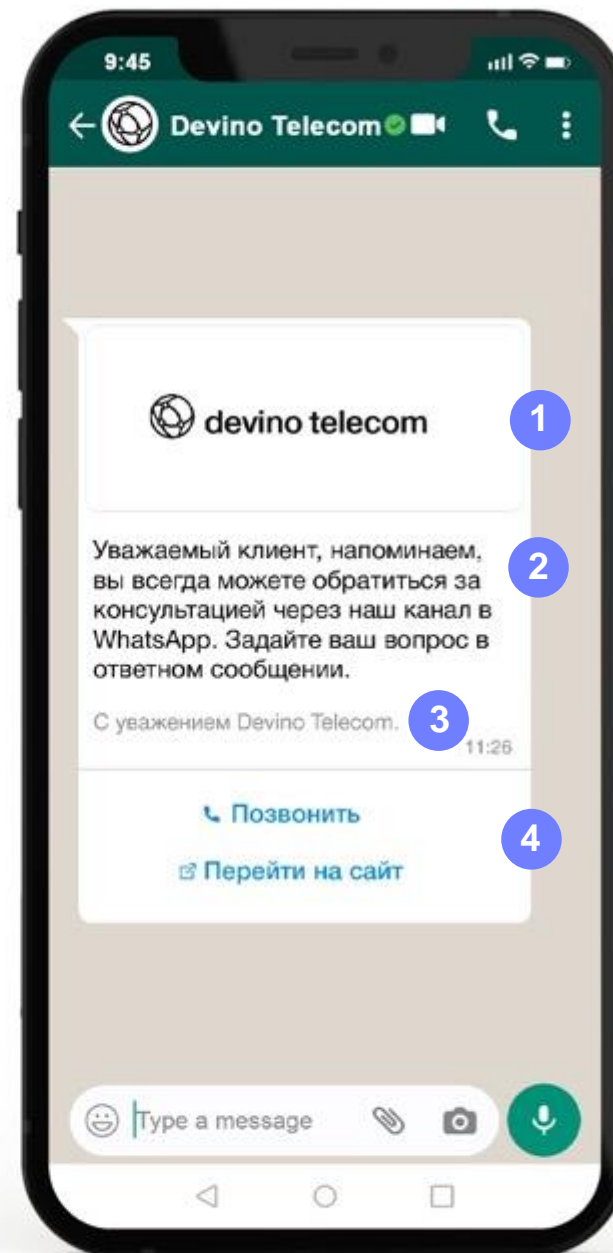 9:45
Devino Telecom
devino telecom
1
Уважаемый клиент, напоминаем,
вы всегда можете обратиться за
консультацией через наш канал в
WhatsApp. Задайте ваш вопрос в
ответном сообщении.
2
С уважением Devino Telecom.
3
11:26
Позвонить
Перейти на сайт
4
Type a message